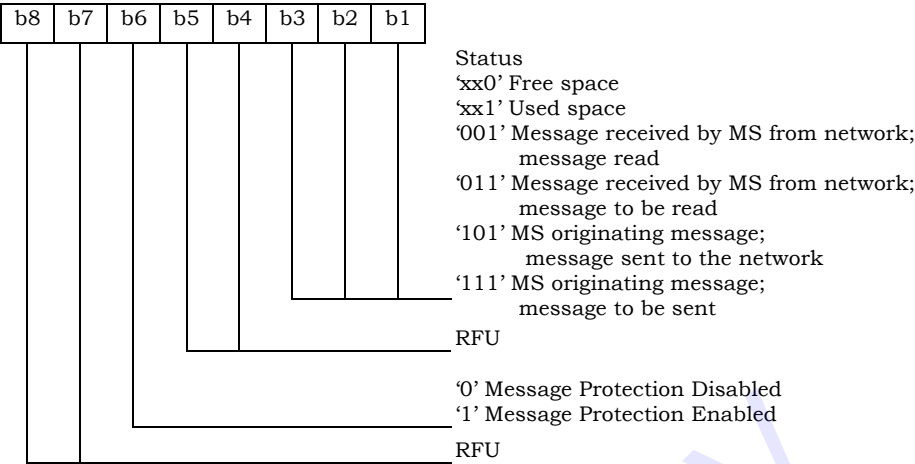 b8 b7 b6 b5 b4 b3 b2 b1
Status
‘xx0’ Free space
‘xx1’ Used space
‘001’ Message received by MS from network;
message read
‘011’ Message received by MS from network;
message to be read
‘101’ MS originating message;
message sent to the network
‘111’ MS originating message;
message to be sent
RFU
‘0’ Message Protection Disabled
‘1’ Message Protection Enabled
RFU